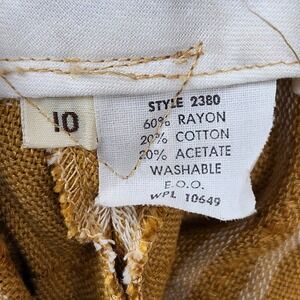 10
STYLE 2380
60% RAYON
20% COTTON
20% ACETATE
WASHABLE
E.O.O.
WPL 10649